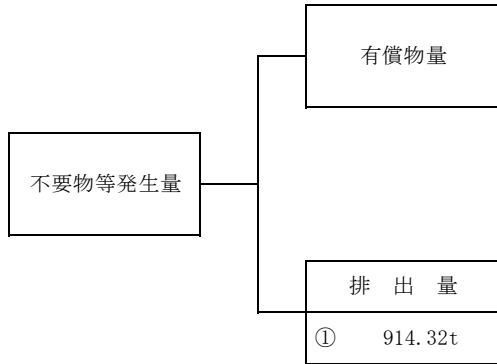 有償物量
不要物等発生量
排 出 量
① 914.32t